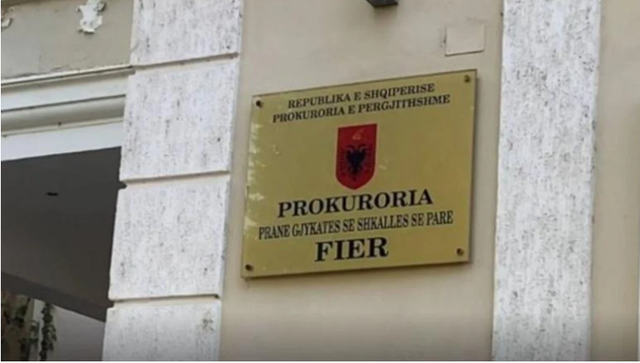 REPUBLIKA E SHQIPERISE
PROKURORIA E PERGJITHSHME
PROKURORIA
PRANE GJYKATES SE SHKALLES SE PARE
FIER